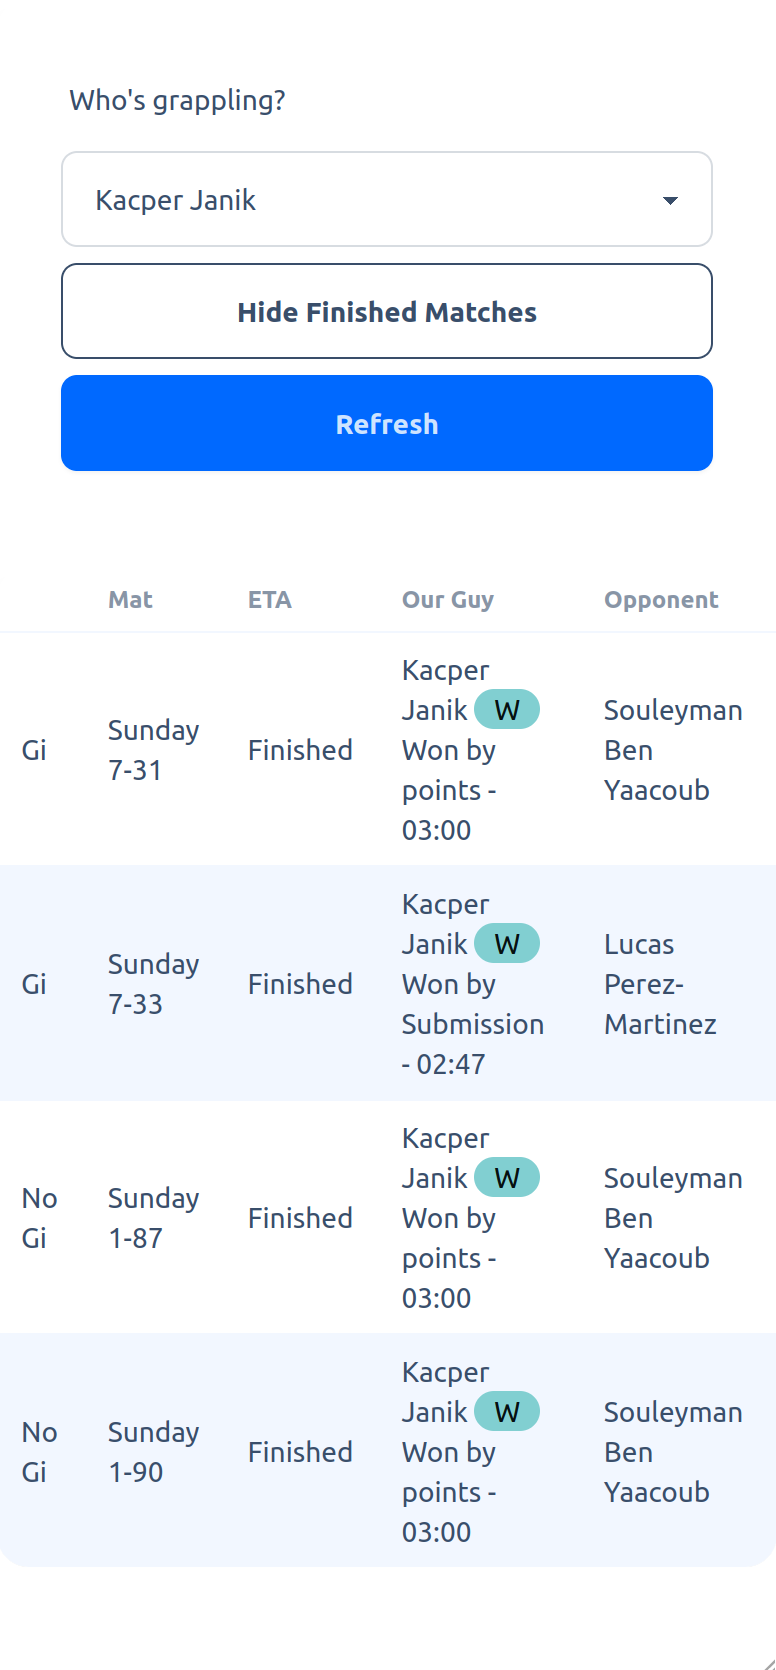 Who's grappling?
Kacper Janik
Hide Finished Matches
Refresh
Mat ETA Our Guy Opponent
Gi
Sunday
7-31
Finished
Kacper
Janik W
Won by
points -
03:00
Souleyman
Ben
Yaacoub
Gi
Sunday
7-33
Finished
Kacper
Janik W
Won by
Submission
- 02:47
Lucas
Perez-
Martinez
No
Gi
Sunday
1-87
Finished
Kacper
Janik W
Won by
points -
03:00
Souleyman
Ben
Yaacoub
No
Gi
Sunday
1-90
Finished
Kacper
Janik W
Won by
points -
03:00
Souleyman
Ben
Yaacoub